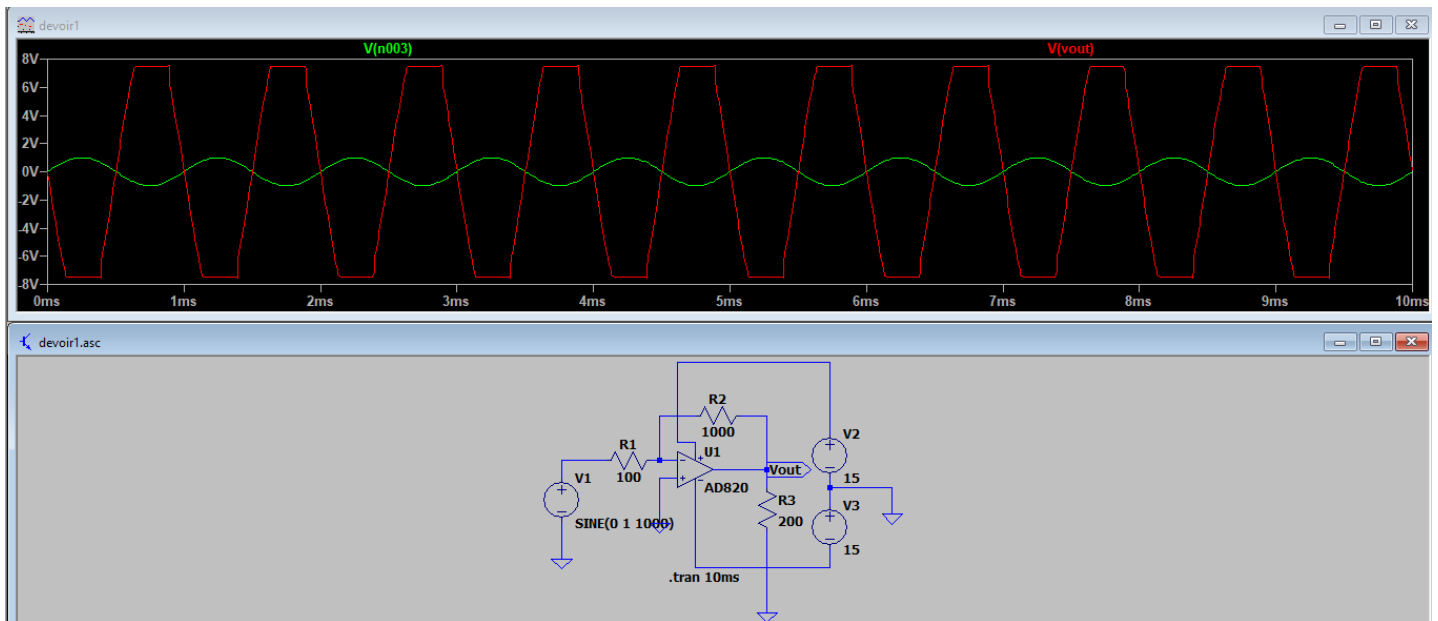 devoir1
V(n003) V(vout)
8V
6V
4V
2V
0V
-2V
-4V
-6V
-8V
0ms 1ms 2ms 3ms 4ms 5ms 6ms 7ms 8ms 9ms 10ms
devoir1.asc
R2
1000
R1
100
U1
AD820
V1
SINE(0 1 1000)
Vout
R3
200
V2
15
V3
15
.tran 10ms